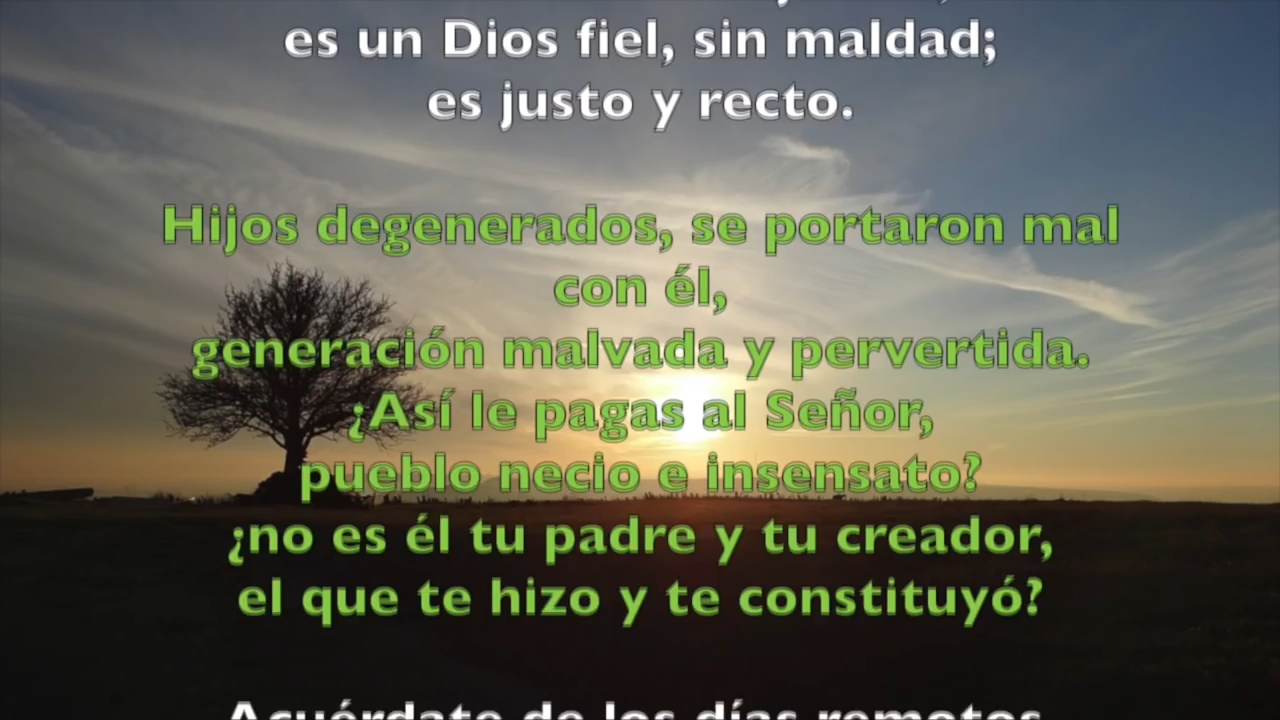 es un Dios fiel, sin maldad;
es justo y recto.
Hijos degenerados, se portaron mal
con él,
generación malvada y pervertida.
¿Así le pagas al Señor,
pueblo necio e insensato?
¿no es él tu padre y tu creador,
el que te hizo y te constituyó?
Acuérdate de los días remotos,